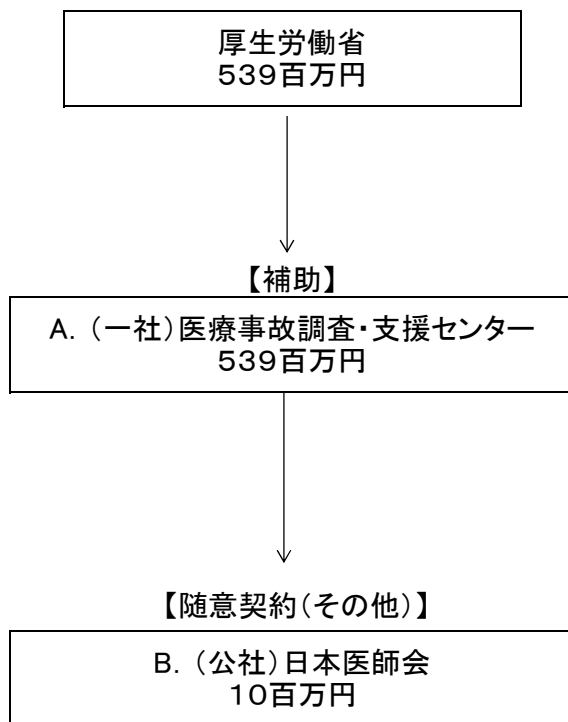 厚生労働省
539百万円
【補助】
A.（一社）医療事故調査・支援センター
539百万円
【随意契約（その他）】
B.（公社）日本医師会
10百万円